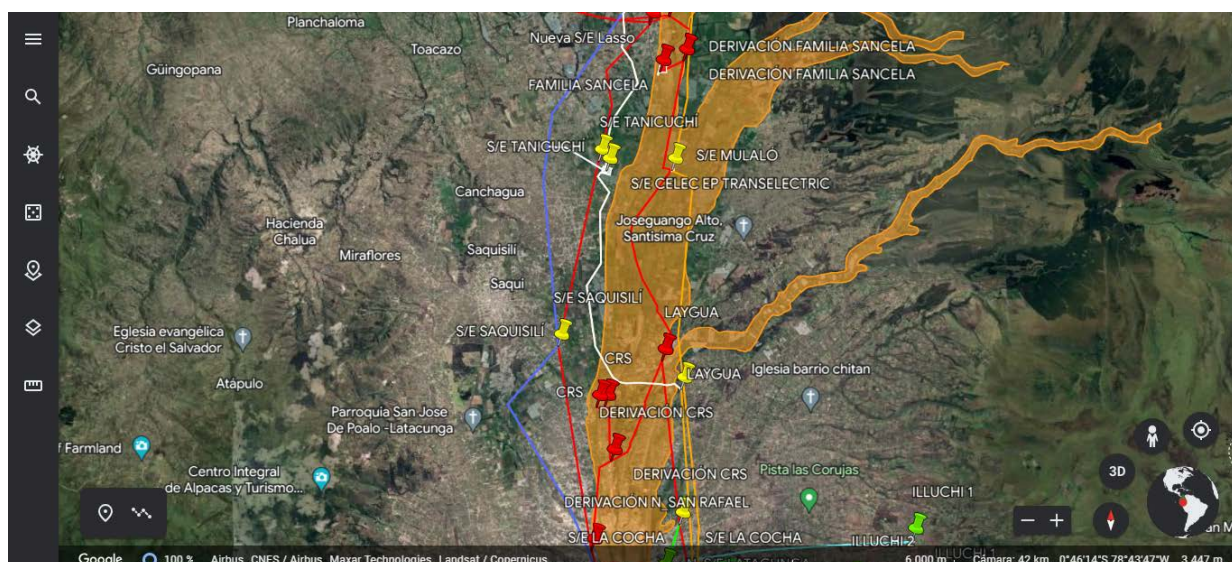 Planchaloma
Nueva S/E Lasso
Toacazo
DERIVACIÓN FAMILIA SANCELA
Güingopana
DERIVACIÓN FAMILIA SANCELA
FAMILIA SANCELA
S/E TANICUCHÍ
S/E TANICUCHÍ
S/E MULALÓ
S/E CELEC EP TRANSELECTRIC
Canchagua
Hacienda
Chalua
Joseguango Alto,
Santisima Cruz
Miraflores
Saquisilí
Saqui
S/E SAQUISILÍ
LAYGUA
Eglesia evangélica
Cristo el Salvador
S/E SAQUISILÍ
CRS
LAYGUA
Iglesia barrio chitan
Atápulo
CRS
Parroquia San Jose
De Poalo -Latacunga
DERIVACIÓN CRS
f Farmland
Centro Integral
de Alpacas y Turismo...
DERIVACIÓN CRS
Pista las Corujas
3D
DERIVACIÓN N. SAN RAFAEL
ILLUCHI 1
S/E LA COCHA
S/E LA COCHA
ILLUCHI 2
Google
100 %
Airbus, CNES / Airbus, Maxar Technologies, Landsat / Copernicus
6.000 m
Cámara: 42 km
0°46'14"S 78°43'47"W
3.447 m